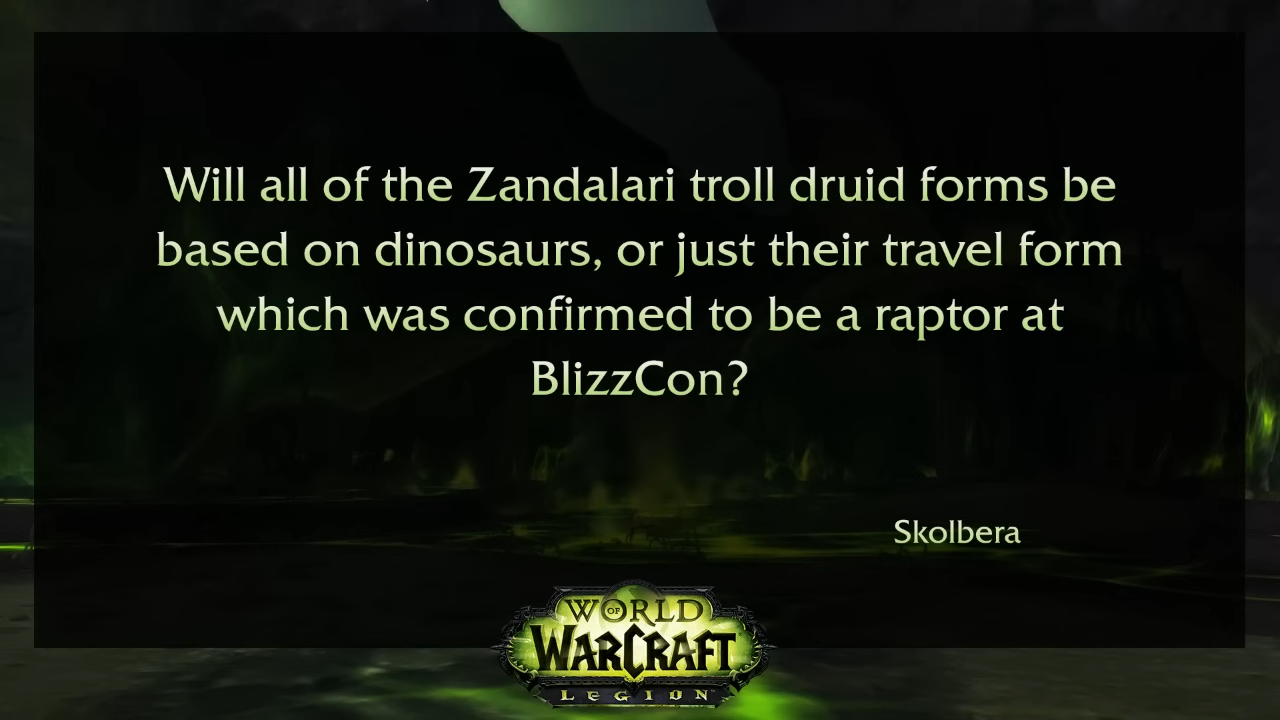 Will all of the Zandalari troll druid forms be
based on dinosaurs, or just their travel form
which was confirmed to be a raptor at
BlizzCon?
Skolbera
WORLD OF
WARCRAFT
LEGION